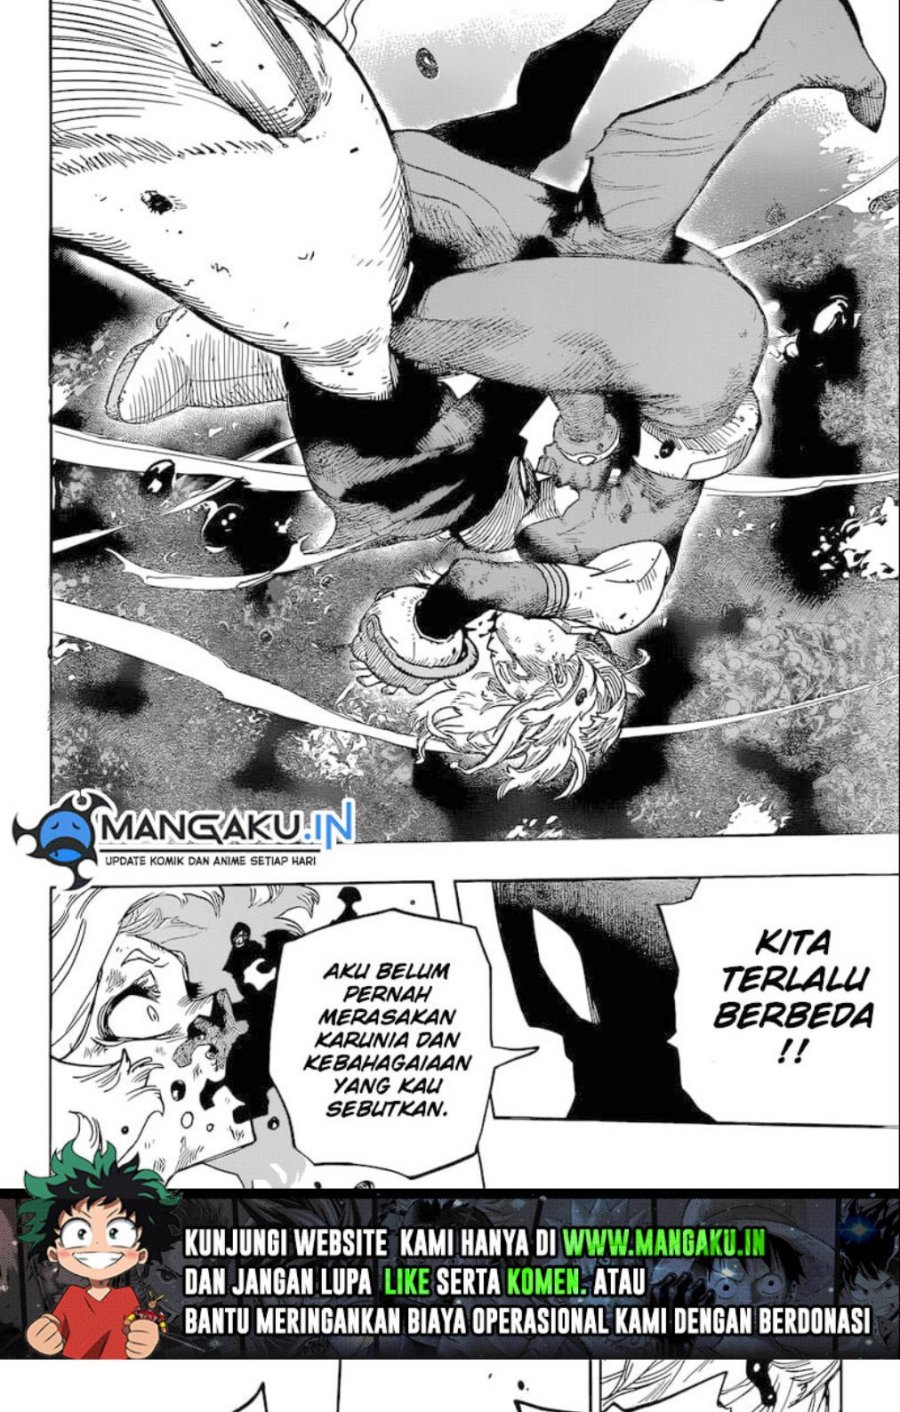 MANGAKU.IN
UPDATE KOMIK DAN ANIME SETIAP HARI
KITA
TERLALU
BERBEDA
!!
AKU BELUM
PERNAH
MERASAKAN
KARUNIA DAN
KEBAHAGAIAAN
YANG KAU
SEBUTKAN.
KUNJUNGI WEBSITE KAMI HANYA DI WWW.MANGAKU.IN
DAN JANGAN LUPA LIKE SERTA KOMEN. ATAU
BANTU MERINGANKAN BIAYA OPERASIONAL KAMI DENGAN BERDONASI